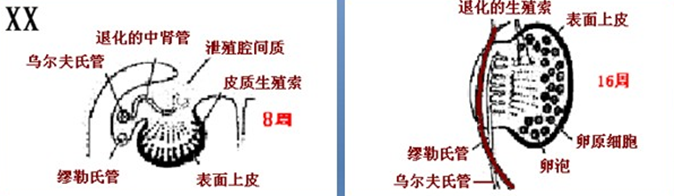 XX
退化的中肾管
乌尔夫氏管
泄殖腔间质
皮质生殖索
8周
缪勒氏管
表面上皮
退化的生殖索
表面上皮
16周
卵原细胞
卵泡
缪勒氏管
乌尔夫氏管